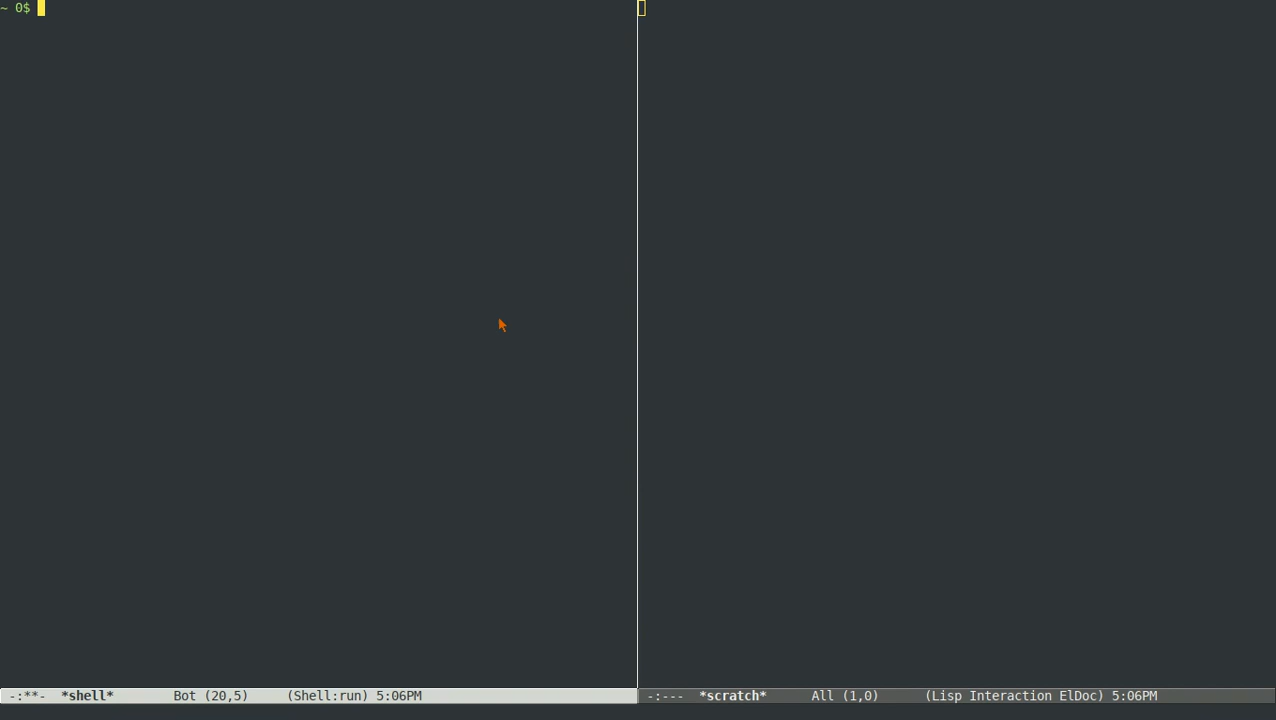 ~ 0$
-:**-  *shell*        Bot (20,5)     (Shell:run) 5:06PM
-:---  *scratch*      All (1,0)      (Lisp Interaction ElDoc) 5:06PM